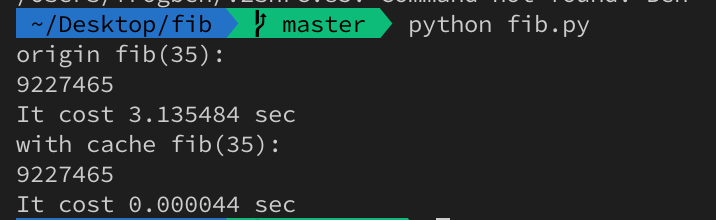 ~/Desktop/fib master python fib.py
origin fib(35):
9227465
It cost 3.135484 sec
with cache fib(35):
9227465
It cost 0.000044 sec